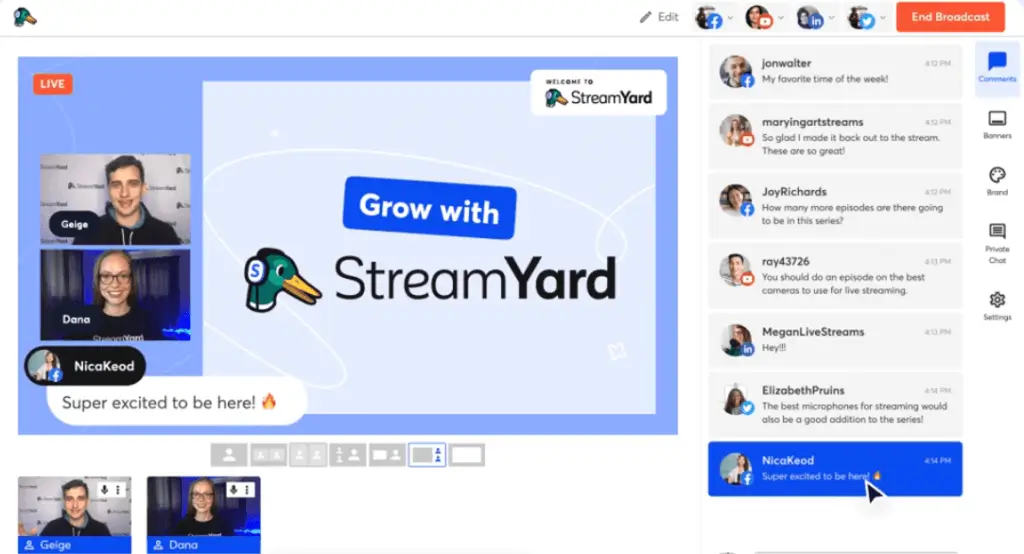 Edit
End Broadcast
LIVE
WELCOME TO
StreamYard
Grow with
StreamYard
Geige
Dana
NicaKeod
Super excited to be here! 🔥
Geige
Dana
jonwalter
4:12 PM
My favorite time of the week!
maryingartstreams
4:12 PM
So glad I made it back out to the stream.
These are so great!
JoyRichards
4:12 PM
How many more episodes are there going
to be in this series?
ray43726
4:13 PM
You should do an episode on the best
cameras to use for live streaming.
MeganLiveStreams
4:13 PM
Hey!!!
ElizabethPruins
4:14 PM
The best microphones for streaming would
also be a good addition to the series!
NicaKeod
4:14 PM
Super excited to be here! 🔥
Comments
Banners
Brand
Private
Chat
Settings